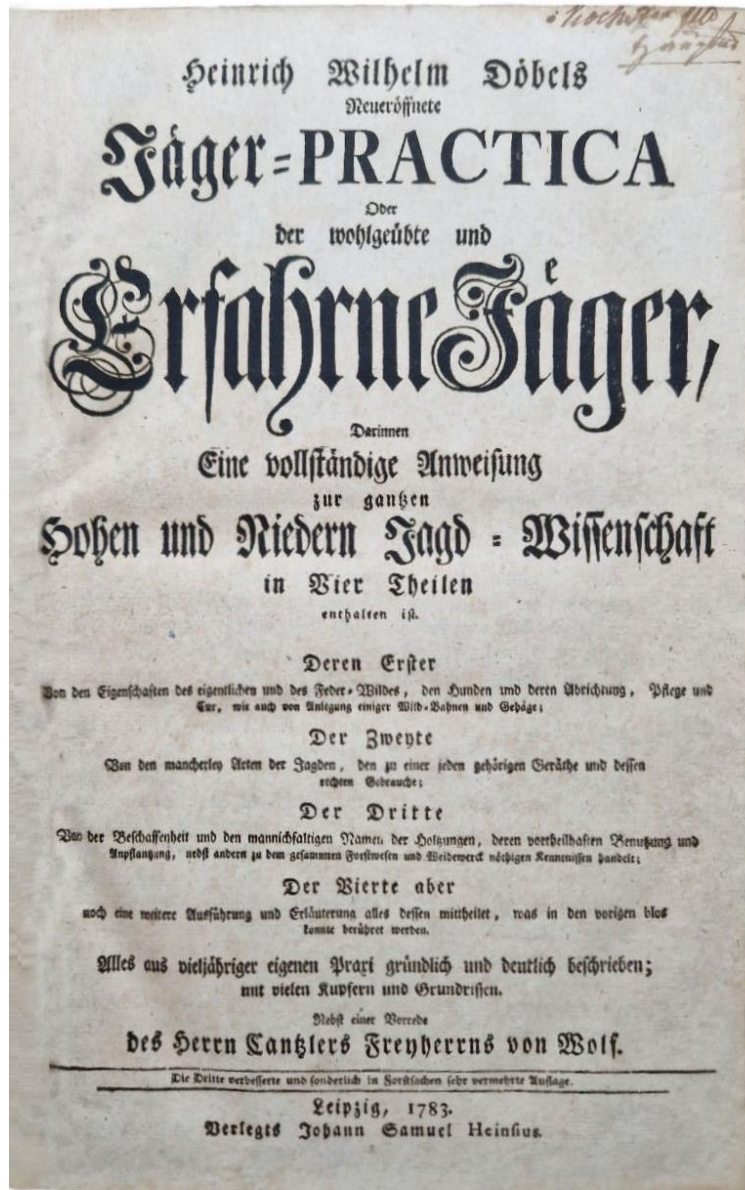 Heinrich Wilhelm Döbels
Neueröffnete
Jäger=PRACTICA
Oder
der wohlgeübte und
Erfahrne Jäger,
Darinnen
Eine vollständige Anweisung
zur gantzen
Hohen und Niedern Jagd = Wissenschaft
in Vier Theilen
enthalten ist.
Deren Erster
Von den Eigenschaften des eigentlichen und des Feder=Wildes, den Hunden und deren Abrichtung, Pflege und
Cur, wie auch von Anlegung einiger Wild=Bahnen und Gehäge;
Der Zweyte
Von den mancherley Arten der Jagden, den zu einer jeden gehörigen Geräthe und dessen
rechten Gebrauche;
Der Dritte
Von der Beschaffenheit und den mannichfaltigen Namen der Holtzungen, deren vortheilhaften Benutzung und
Anpflantzung, nebst andern zu dem gesammten Forstwesen und Weidewerck nöthigen Kenntnissen handelt;
Der Vierte aber
noch eine weitere Ausführung und Erläuterung alles dessen mittheilet, was in den vorigen blos
konnte berühret werden.
Alles aus vieljähriger eigenen Praxi gründlich und deutlich beschrieben;
mit vielen Kupfern und Grundrissen.
Nebst einer Vorrede
des Herrn Cantzlers Freyherrns von Wolf.
Die Dritte verbesserte und sonderlich in Forstsachen sehr vermehrte Auflage.
Leipzig, 1783.
Verlegts Johann Samuel Heinsius.